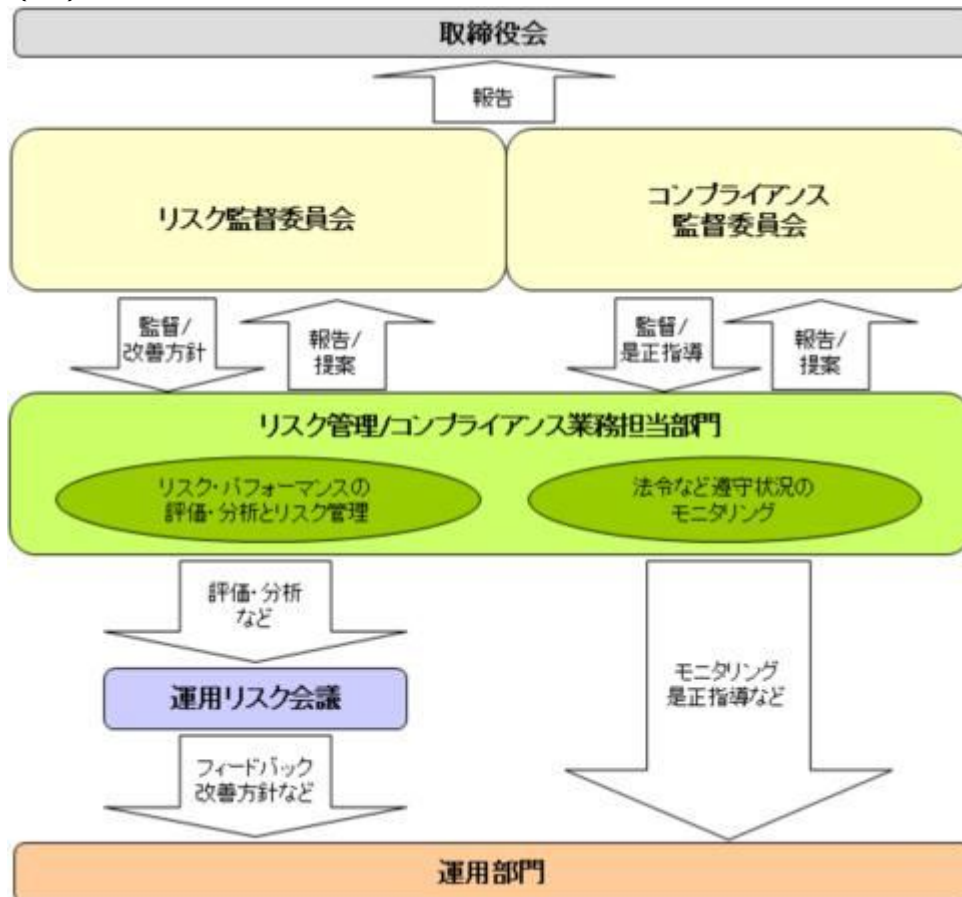 取締役会
報告
リスク監督委員会
コンプライアンス
監督委員会
監督/
改善方針
報告/
提案
監督/
是正指導
報告/
提案
リスク管理/コンプライアンス業務担当部門
リスク・パフォーマンスの
評価・分析とリスク管理
法令など遵守状況の
モニタリング
評価・分析
など
運用リスク会議
モニタリング
是正指導など
フィードバック
改善方針など
運用部門